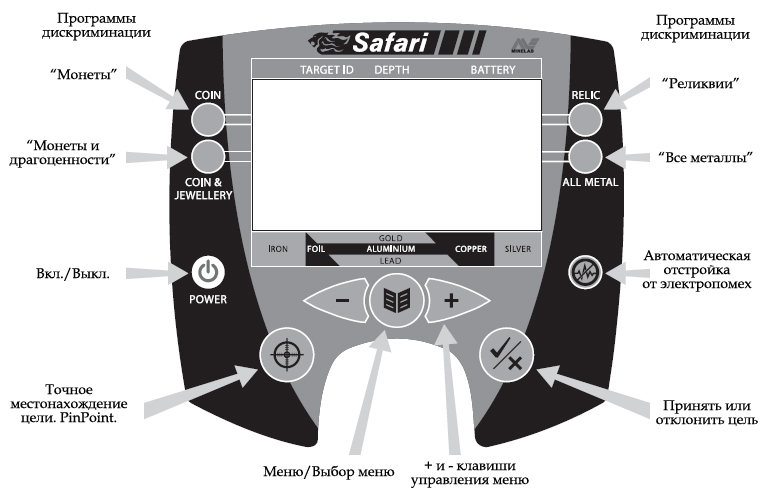 Программы
дискриминации
Программы
дискриминации
Safari
MINELAB
TARGET ID DEPTH BATTERY
"Монеты"
COIN
RELIC
"Реликвии"
"Монеты и
драгоценности"
COIN &
JEWELLERY
ALL METAL
"Все металлы"
IRON FOIL GOLD
ALUMINIUM
LEAD COPPER SILVER
Вкл./Выкл.
POWER
- +
Автоматическая
отстройка
от электропомех
Точное
местонахождение
цели. PinPoint.
Принять или
отклонить цель
Меню/Выбор меню
+ и - клавиши
управления меню